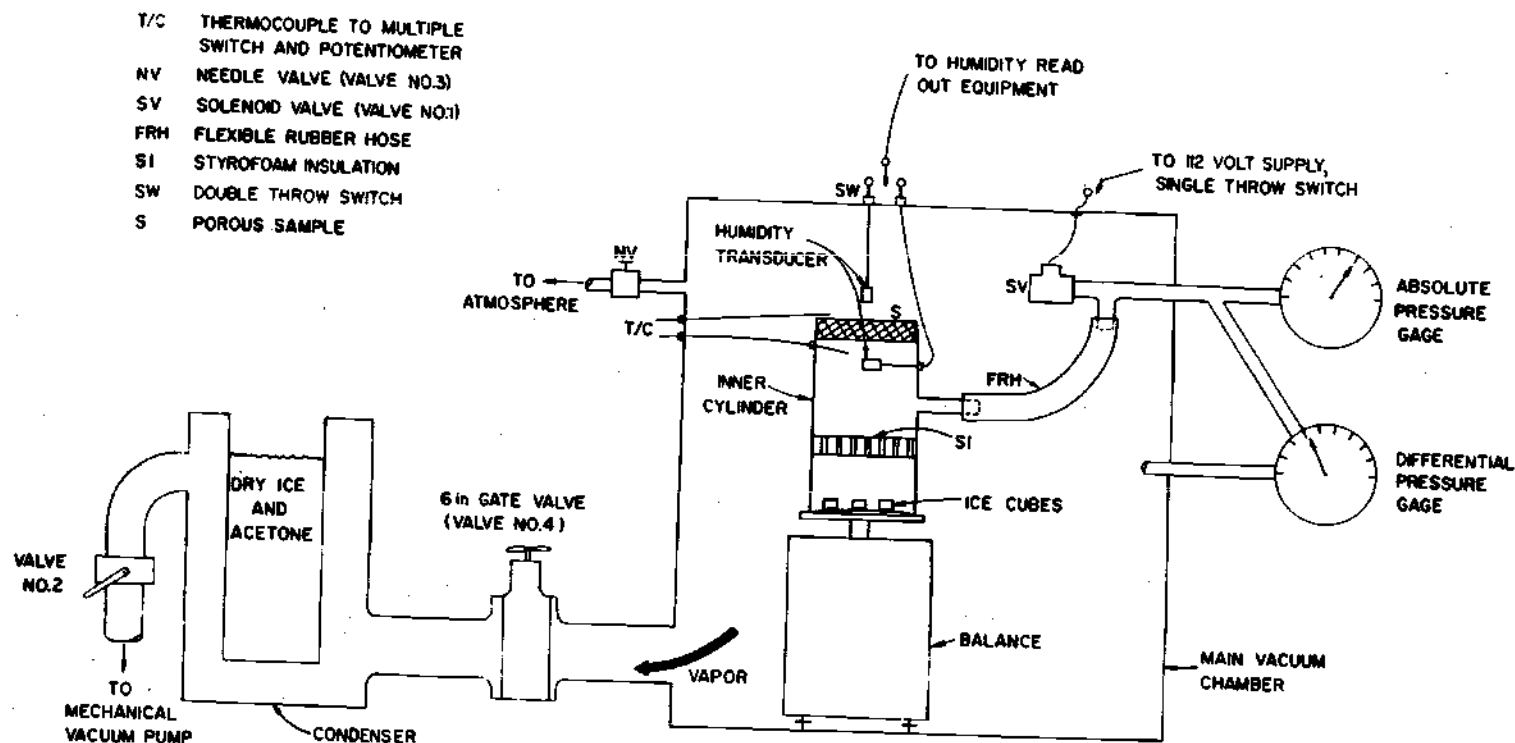 T/C THERMOCOUPLE TO MULTIPLE
SWITCH AND POTENTIOMETER
NV NEEDLE VALVE (VALVE NO.3)
SV SOLENOID VALVE (VALVE NO.1)
FRH FLEXIBLE RUBBER HOSE
SI STYROFOAM INSULATION
SW DOUBLE THROW SWITCH
S POROUS SAMPLE
TO HUMIDITY READ
OUT EQUIPMENT
TO 112 VOLT SUPPLY,
SINGLE THROW SWITCH
SW
HUMIDITY
TRANSDUCER
NV
TO
ATMOSPHERE
T/C
S
SV
ABSOLUTE
PRESSURE
GAGE
INNER
CYLINDER
FRH
SI
DRY ICE
AND
ACETONE
6 in GATE VALVE
(VALVE NO.4)
ICE CUBES
DIFFERENTIAL
PRESSURE
GAGE
VALVE
NO.2
BALANCE
VAPOR
MAIN VACUUM
CHAMBER
TO
MECHANICAL
VACUUM PUMP
CONDENSER